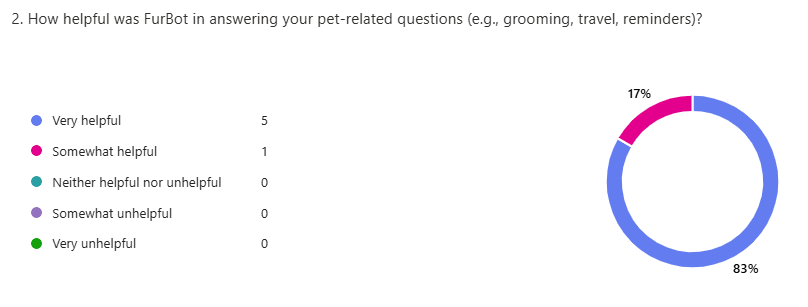 2. How helpful was FurBot in answering your pet-related questions (e.g., grooming, travel, reminders)?
17%
Very helpful 5
Somewhat helpful 1
Neither helpful nor unhelpful 0
Somewhat unhelpful 0
Very unhelpful 0
83%